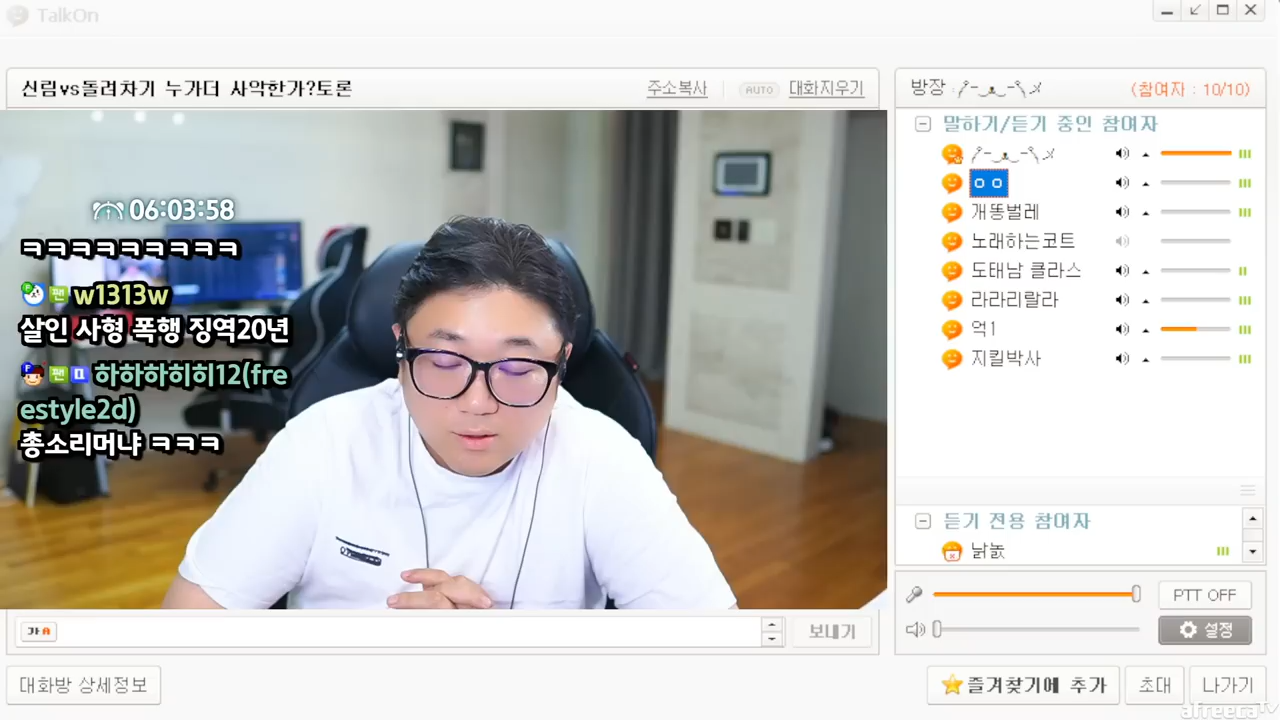 TalkOn
신림vs돌려차기 누가더 사악한가?토론
주소복사
AUTO
대화지우기
06:03:58
ㅋㅋㅋㅋㅋㅋㅋㅋㅋ
팬 w1313w
살인 사형 폭행 징역20년
팬 하하하히히12(fre
estyle2d)
총소리머냐 ㅋㅋㅋ
가A
보내기
대화방 상세정보
방장
(참여자 : 10/10)
말하기/듣기 중인 참여자
ㅇㅇ
개똥벌레
노래하는코트
도태남 클라스
라라리랄라
억1
지킬박사
듣기 전용 참여자
낡놊
PTT OFF
설정
즐겨찾기에 추가
초대
나가기
afreecaTV